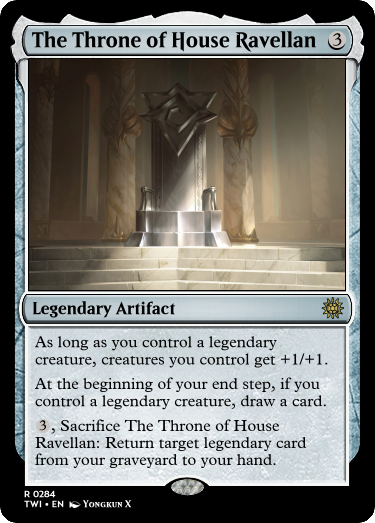 The Throne of House Ravellan 3
Legendary Artifact
As long as you control a legendary
creature, creatures you control get +1/+1.
At the beginning of your end step, if you
control a legendary creature, draw a card.
3, Sacrifice The Throne of House
Ravellan: Return target legendary card
from your graveyard to your hand.
R 0284
TWI • EN YONGKUN X